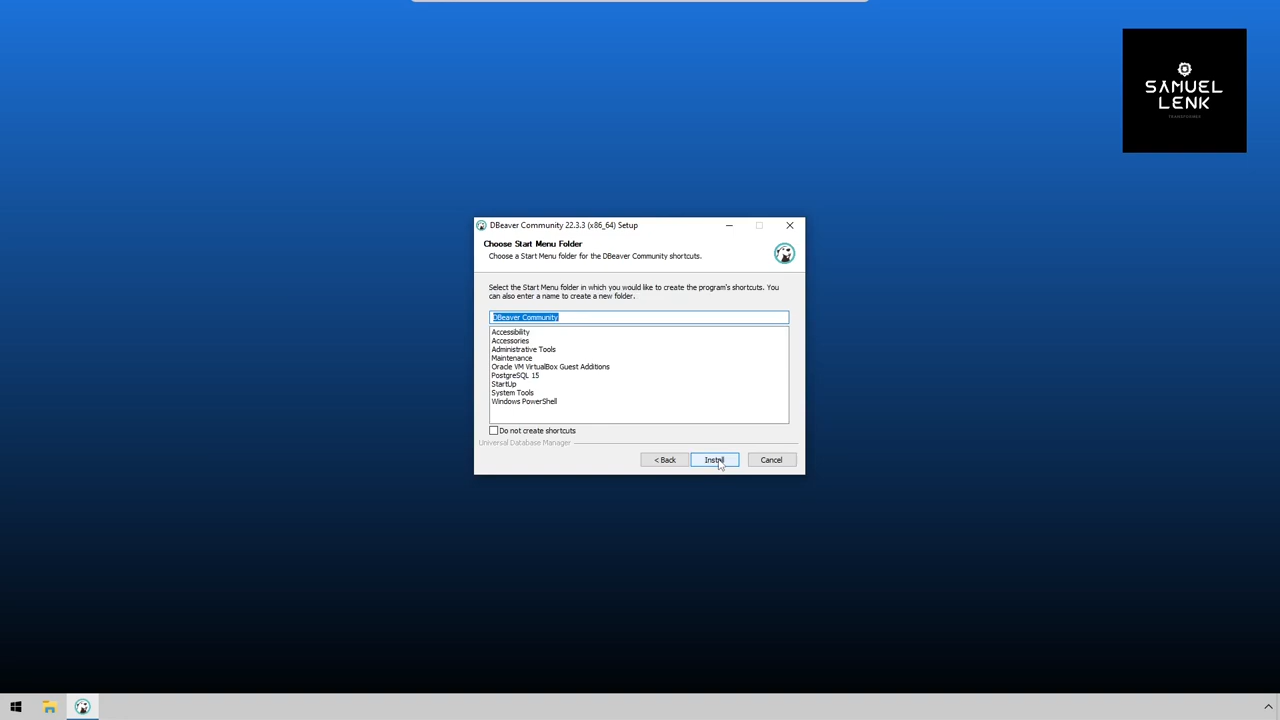 SAMUEL
LENK
TRANSFORMER
DBeaver Community 22.3.3 (x86_64) Setup
Choose Start Menu Folder
Choose a Start Menu folder for the DBeaver Community shortcuts.
Select the Start Menu folder in which you would like to create the program's shortcuts. You
can also enter a name to create a new folder.
DBeaver Community
Accessibility
Accessories
Administrative Tools
Maintenance
Oracle VM VirtualBox Guest Additions
PostgreSQL 15
StartUp
System Tools
Windows PowerShell
Do not create shortcuts
Universal Database Manager
< Back
Install
Cancel